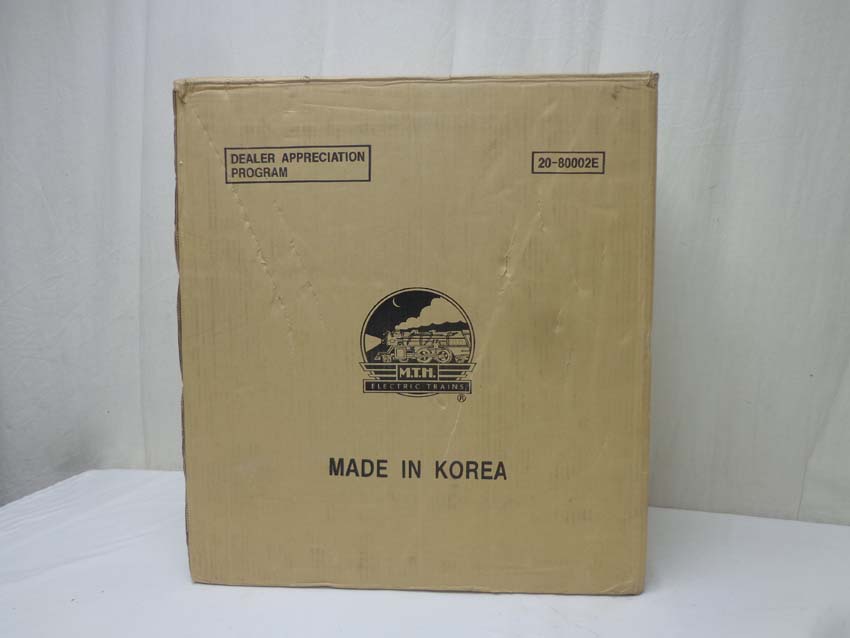 DEALER APPRECIATION
PROGRAM
20-80002E
M.T.H.
ELECTRIC TRAINS
®
MADE IN KOREA